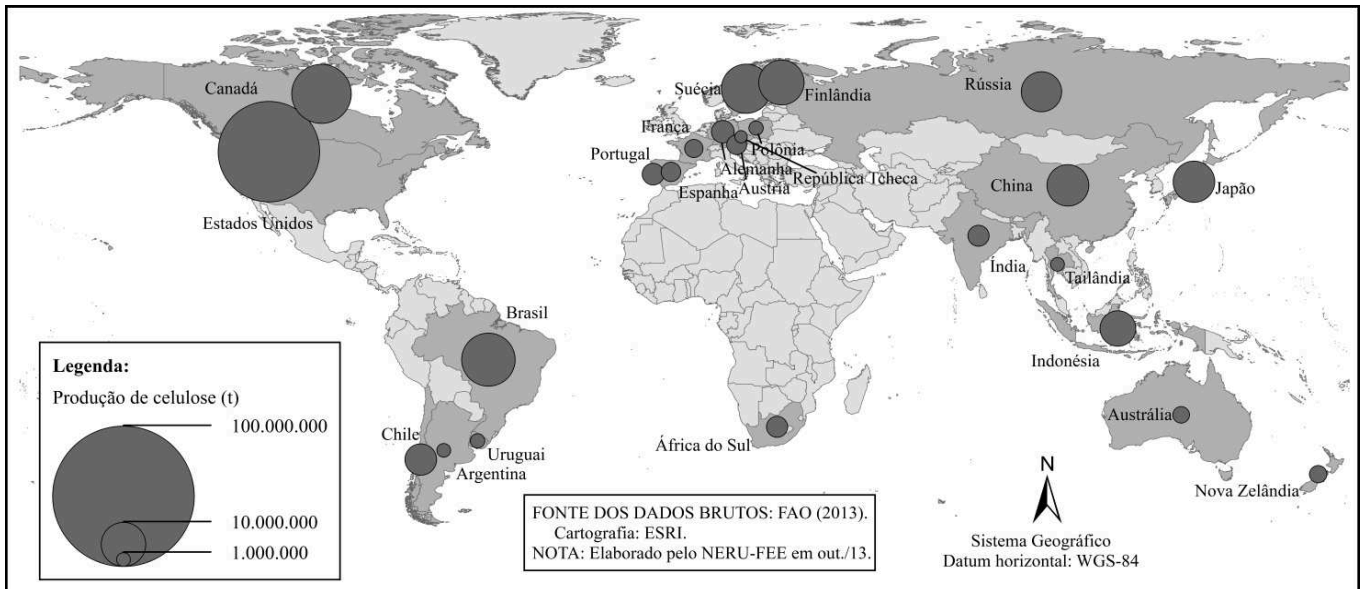 Canadá
Estados Unidos
Suécia
Finlândia
Rússia
França
Polônia
Portugal
Alemanha
República Tcheca
Espanha
Austria
China
Japão
Índia
Tailândia
Brasil
Indonésia
Chile
Uruguai
Argentina
África do Sul
Austrália
Nova Zelândia
Legenda:
Produção de celulose (t)
100.000.000
10.000.000
1.000.000
FONTE DOS DADOS BRUTOS: FAO (2013).
Cartografia: ESRI.
NOTA: Elaborado pelo NERU-FEE em out./13.
N
Sistema Geográfico
Datum horizontal: WGS-84